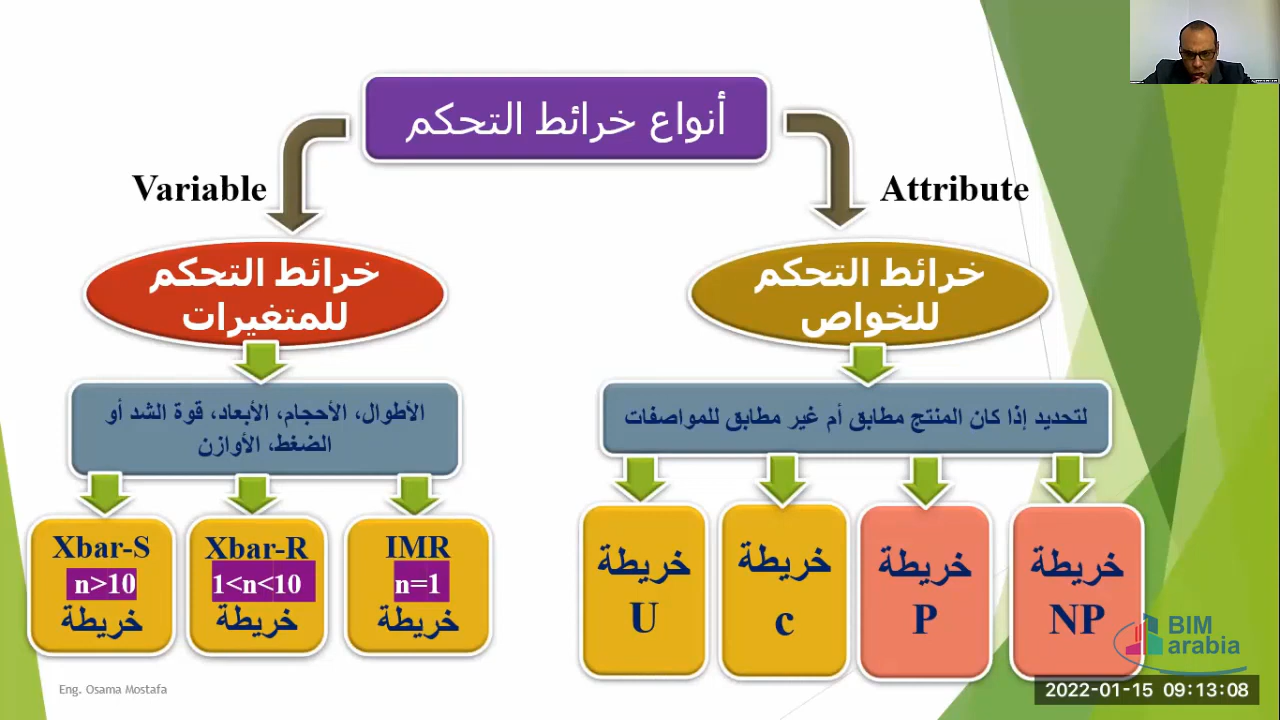 أنواع خرائط التحكم
Variable
Attribute
خرائط التحكم
للمتغيرات
خرائط التحكم
للخواص
الأطوال، الأحجام، الأبعاد، قوة الشد أو
الضغط، الأوازن
لتحديد إذا كان المنتج مطابق أم غير مطابق للمواصفات
Xbar-S
n>10
خريطة
Xbar-R
1<n<10
خريطة
IMR
n=1
خريطة
خريطة
U
خريطة
c
خريطة
P
خريطة
NP
BIM
arabia
Eng. Osama Mostafa
2022-01-15 09:13:08